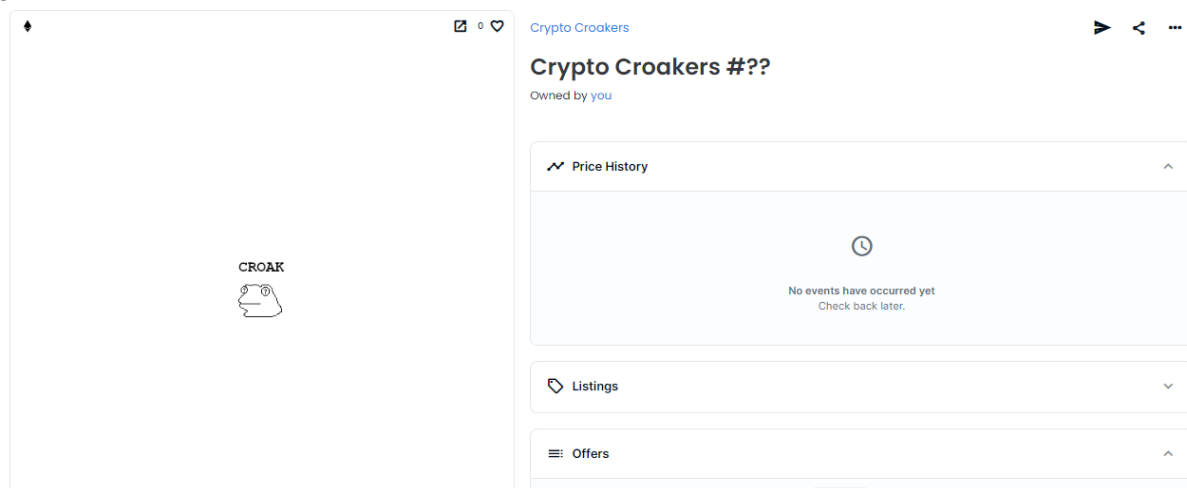 0
Crypto Croakers
Crypto Croakers #??
Owned by you
Price History
No events have occurred yet
Check back later.
CROAK
? ?
Listings
Offers